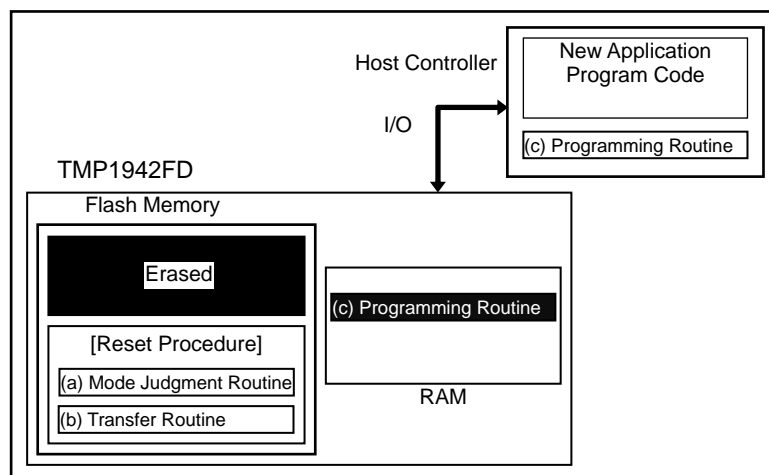 Host Controller
New Application
Program Code
I/O
(c) Programming Routine
TMP1942FD
Flash Memory
Erased
(c) Programming Routine
[Reset Procedure]
(a) Mode Judgment Routine
(b) Transfer Routine
RAM